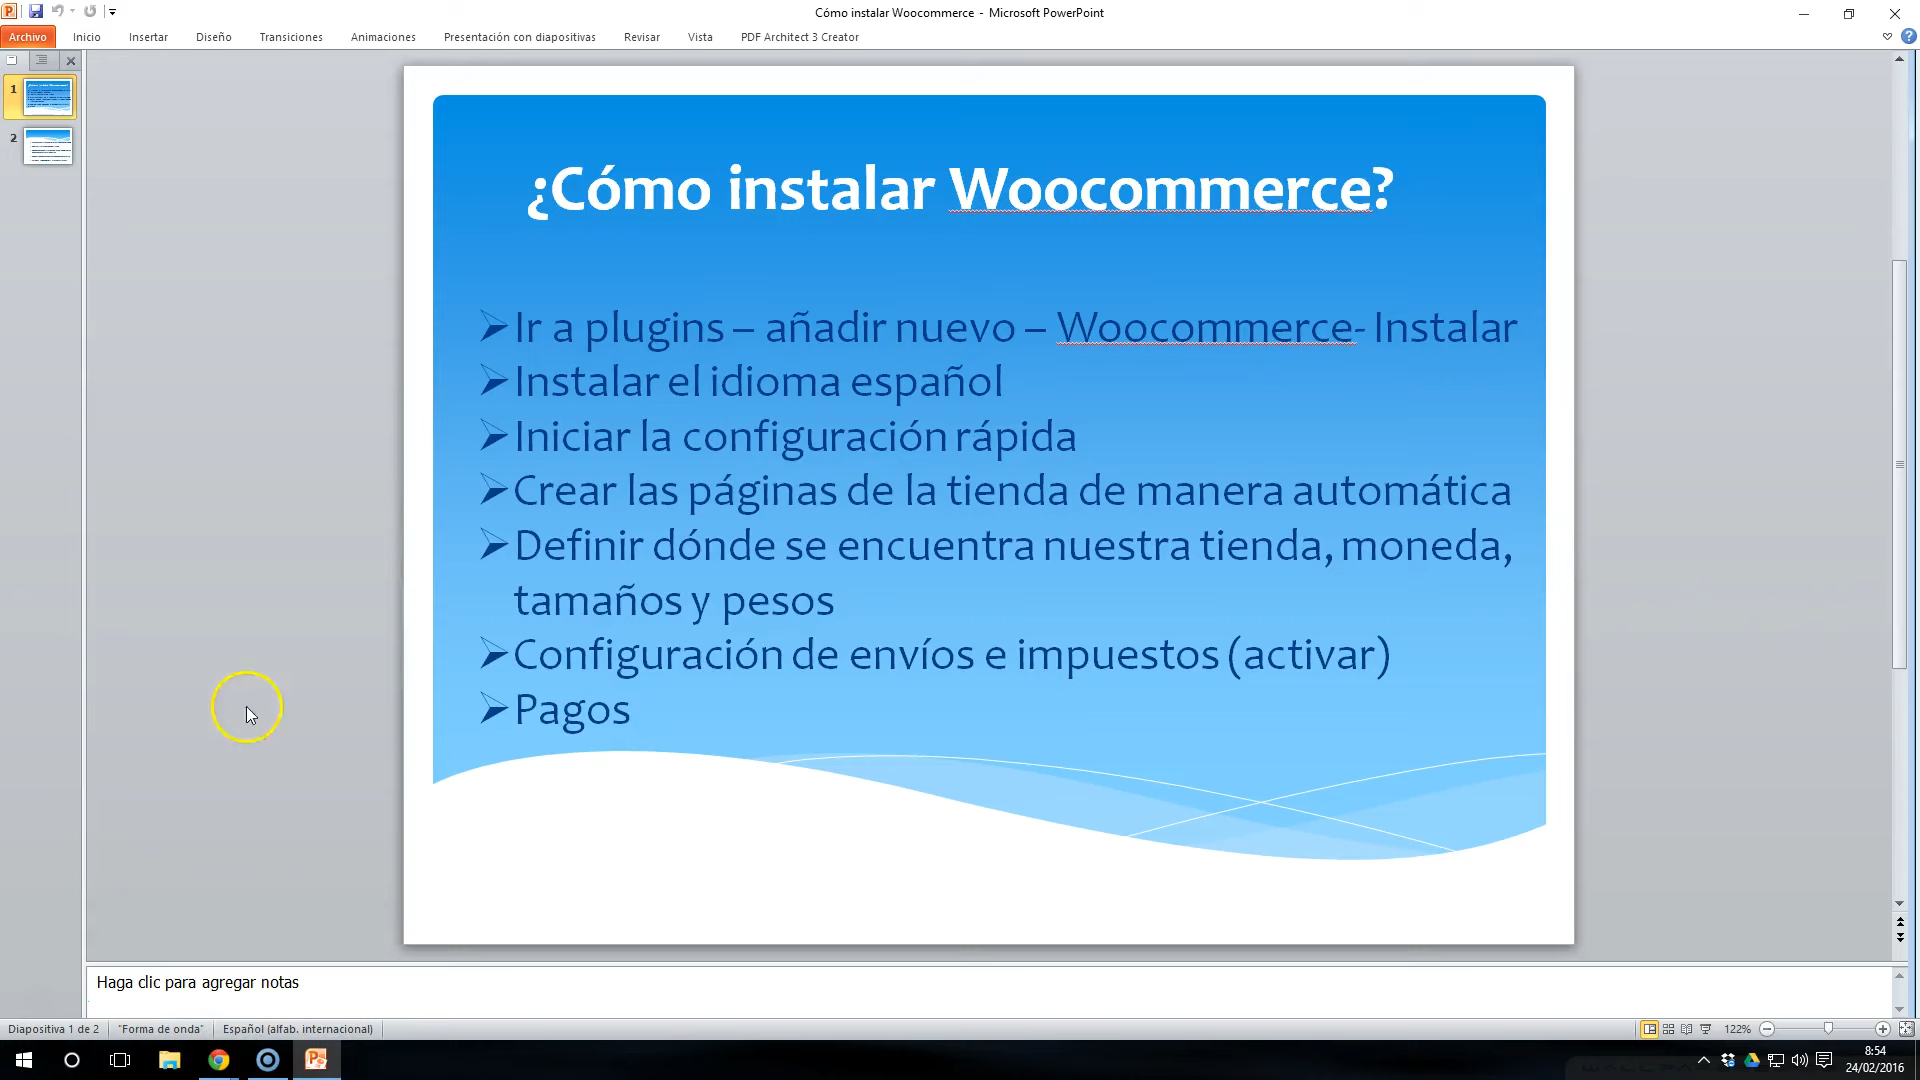 Cómo instalar Woocommerce - Microsoft PowerPoint
Archivo Inicio Insertar Diseño Transiciones Animaciones Presentación con diapositivas Revisar Vista PDF Architect 3 Creator
1
2
¿Cómo instalar Woocommerce?
➢Ir a plugins – añadir nuevo – Woocommerce- Instalar
➢Instalar el idioma español
➢Iniciar la configuración rápida
➢Crear las páginas de la tienda de manera automática
➢Definir dónde se encuentra nuestra tienda, moneda,
tamaños y pesos
➢Configuración de envíos e impuestos (activar)
➢Pagos
Haga clic para agregar notas
Diapositiva 1 de 2 "Forma de onda" Español (alfab. internacional) 122%
8:54
24/02/2016